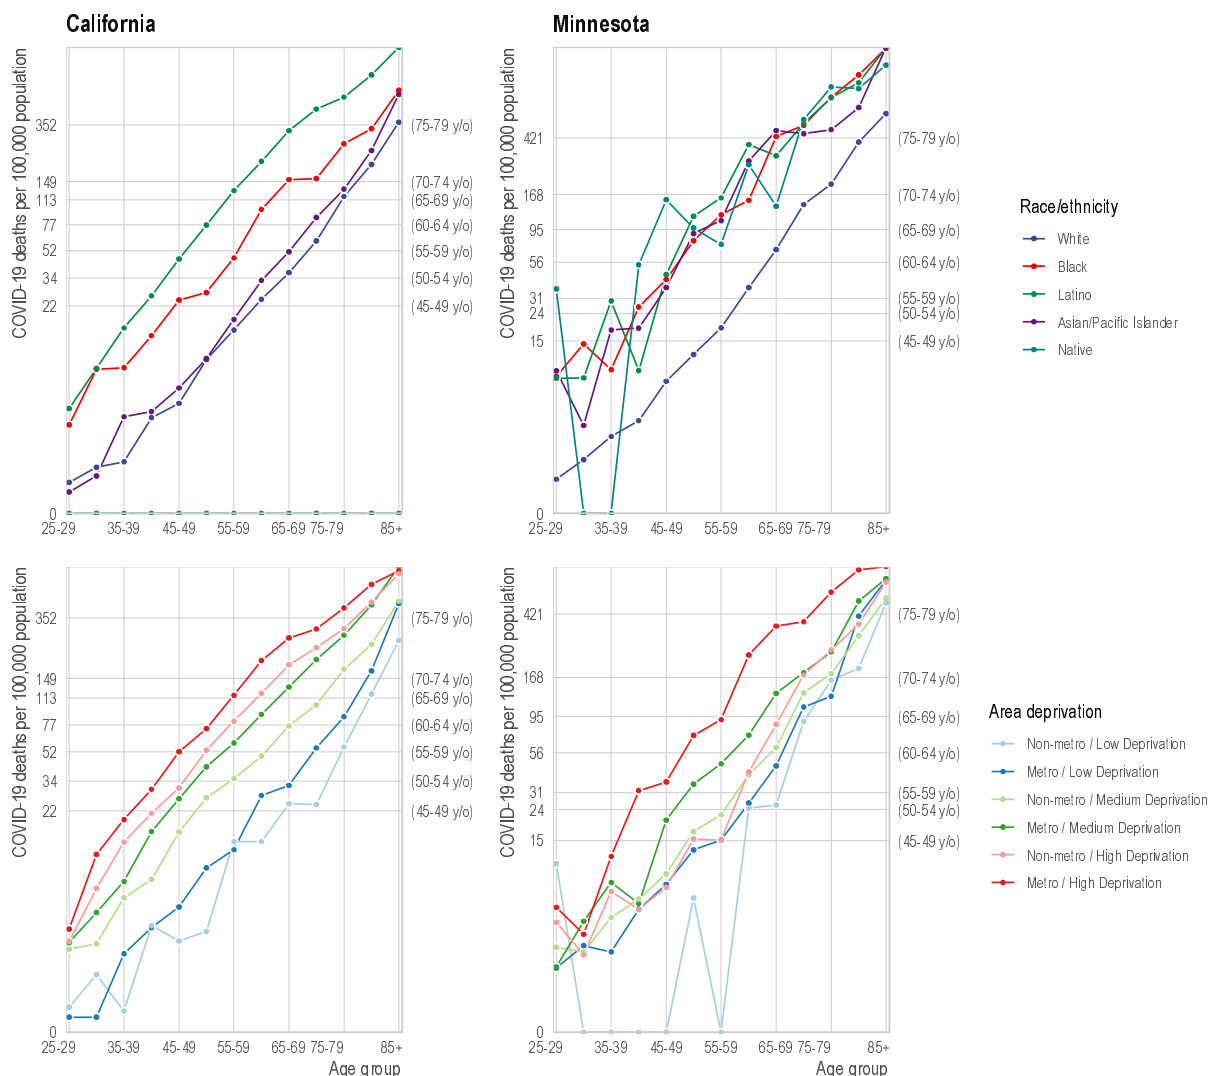 California
Minnesota
COVID-19 deaths per 100,000 population
352
149
113
77
52
34
22
0
(75-79 y/o)
(70-74 y/o)
(65-69 y/o)
(60-64 y/o)
(55-59 y/o)
(50-54 y/o)
(45-49 y/o)
25-29 35-39 45-49 55-59 65-69 75-79 85+
COVID-19 deaths per 100,000 population
421
168
95
56
31
24
15
0
(75-79 y/o)
(70-74 y/o)
(65-69 y/o)
(60-64 y/o)
(55-59 y/o)
(50-54 y/o)
(45-49 y/o)
25-29 35-39 45-49 55-59 65-69 75-79 85+
Race/ethnicity
White
Black
Latino
Asian/Pacific Islander
Native
COVID-19 deaths per 100,000 population
352
149
113
77
52
34
22
0
(75-79 y/o)
(70-74 y/o)
(65-69 y/o)
(60-64 y/o)
(55-59 y/o)
(50-54 y/o)
(45-49 y/o)
25-29 35-39 45-49 55-59 65-69 75-79 85+
Age group
COVID-19 deaths per 100,000 population
421
168
95
56
31
24
15
0
(75-79 y/o)
(70-74 y/o)
(65-69 y/o)
(60-64 y/o)
(55-59 y/o)
(50-54 y/o)
(45-49 y/o)
25-29 35-39 45-49 55-59 65-69 75-79 85+
Age group
Area deprivation
Non-metro / Low Deprivation
Metro / Low Deprivation
Non-metro / Medium Deprivation
Metro / Medium Deprivation
Non-metro / High Deprivation
Metro / High Deprivation